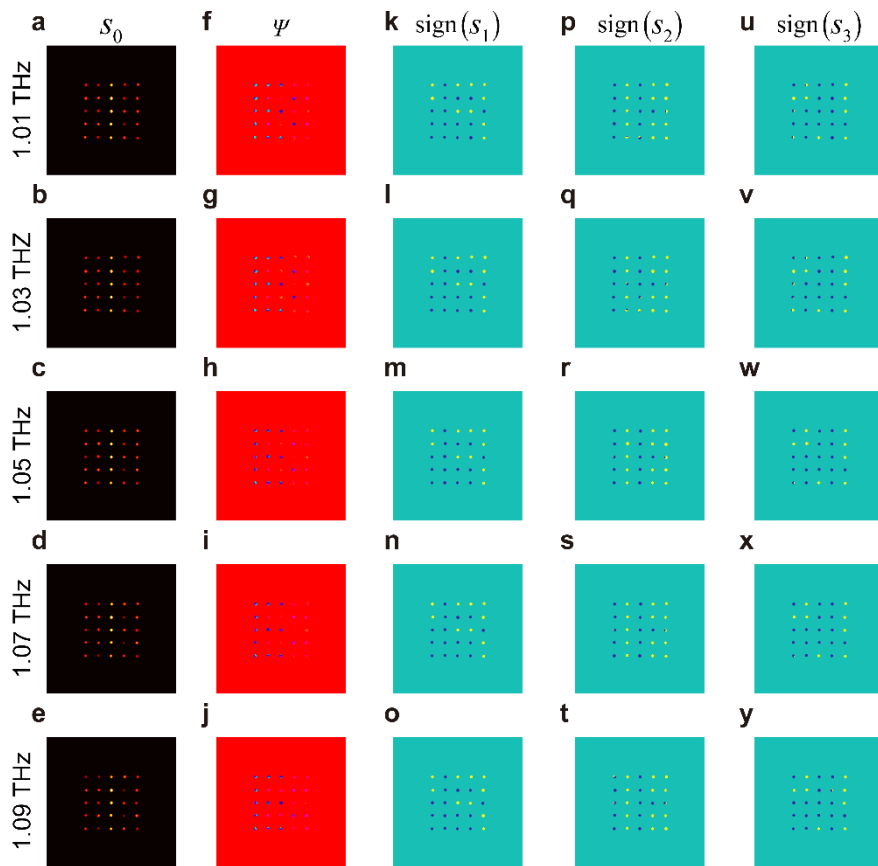 a s₀ f Ψ k sign(s₁) p sign(s₂) u sign(s₃)
1.01 THz
b g l q v
1.03 THZ
c h m r w
1.05 THz
d i n s x
1.07 THz
e j o t y
1.09 THz